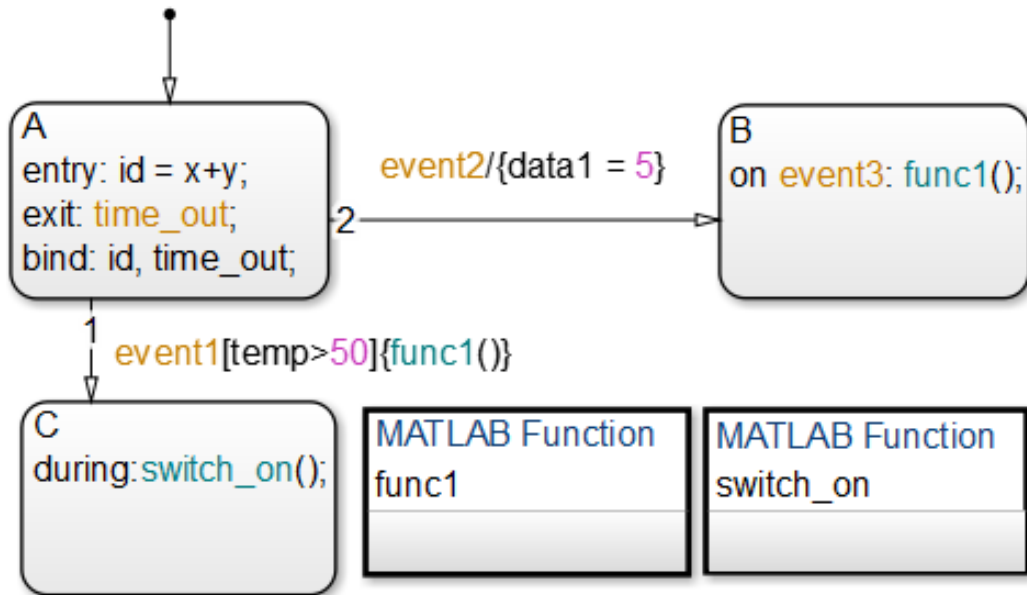 A
entry: id = x+y;
exit: time_out;
bind: id, time_out;
event2/{data1 = 5}
2
B
on event3: func1();
1
event1[temp>50]{func1()}
C
during:switch_on();
MATLAB Function
func1
MATLAB Function
switch_on